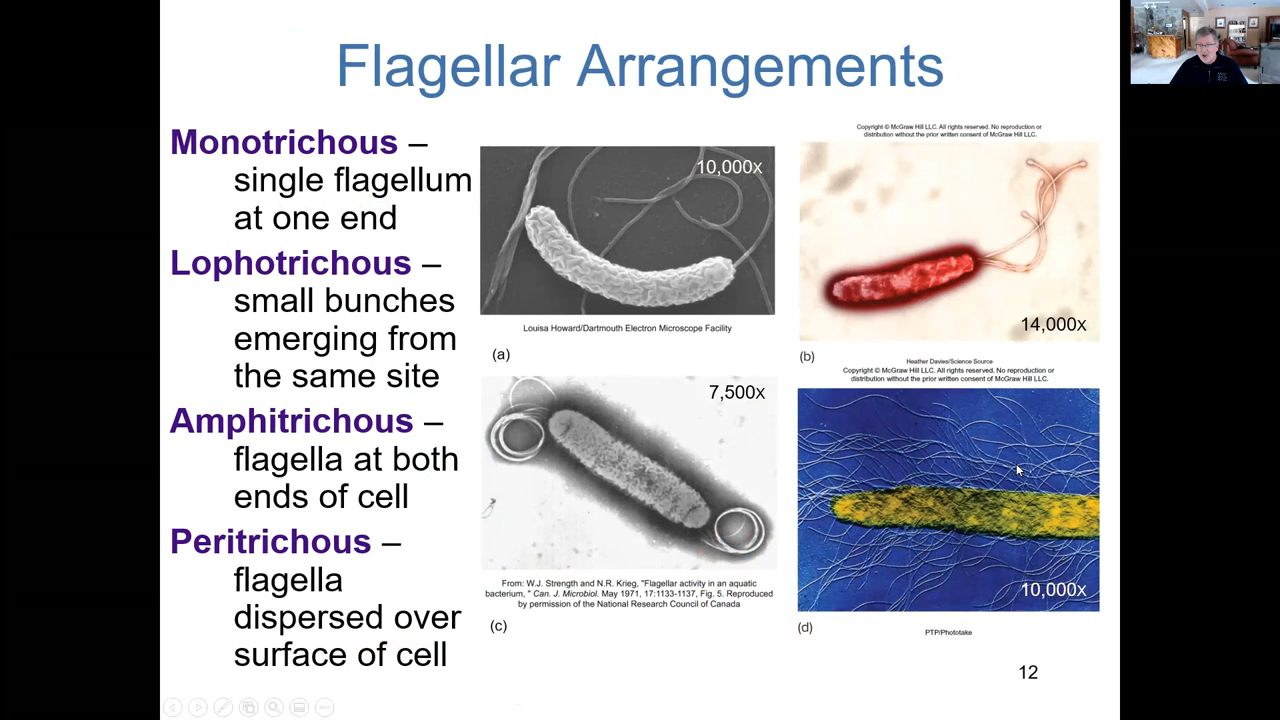 Flagellar Arrangements
Monotrichous –
single flagellum
at one end
Lophotrichous –
small bunches
emerging from
the same site
Amphitrichous –
flagella at both
ends of cell
Peritrichous –
flagella
dispersed over
surface of cell
10,000x
Louisa Howard/Dartmouth Electron Microscope Facility
(a)
Copyright © McGraw Hill LLC. All rights reserved. No reproduction or
distribution without the prior written consent of McGraw Hill LLC.
14,000x
(b)
Heather Davies/Science Source
7,500x
From: W.J. Strength and N.R. Krieg, "Flagellar activity in an aquatic
bacterium, " Can. J. Microbiol. May 1971, 17:1133-1137, Fig. 5. Reproduced
by permission of the National Research Council of Canada
(c)
Copyright © McGraw Hill LLC. All rights reserved. No reproduction or
distribution without the prior written consent of McGraw Hill LLC.
10,000x
(d)
PTP/Phototake
12